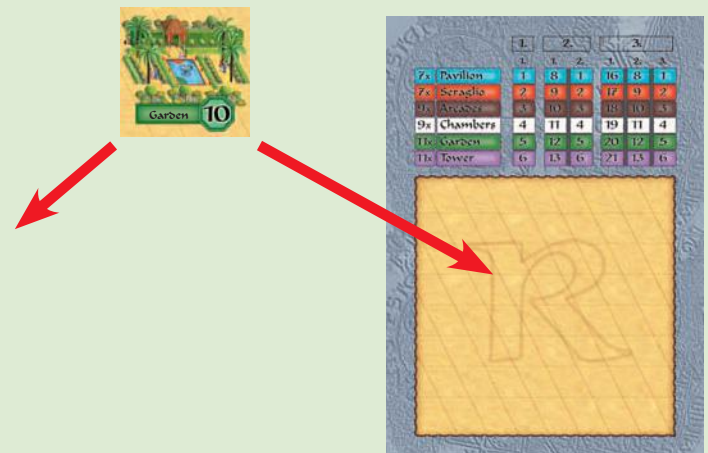 Garden 10
1. 2. 3.
1. 1. 2. 1. 2. 3.
7x Pavilion 1 8 1 16 8 1
7x Seraglio 2 9 2 17 9 2
9x Arcades 3 10 3 18 10 3
9x Chambers 4 11 4 19 11 4
11x Garden 5 12 5 20 12 5
11x Tower 6 13 6 21 13 6
R